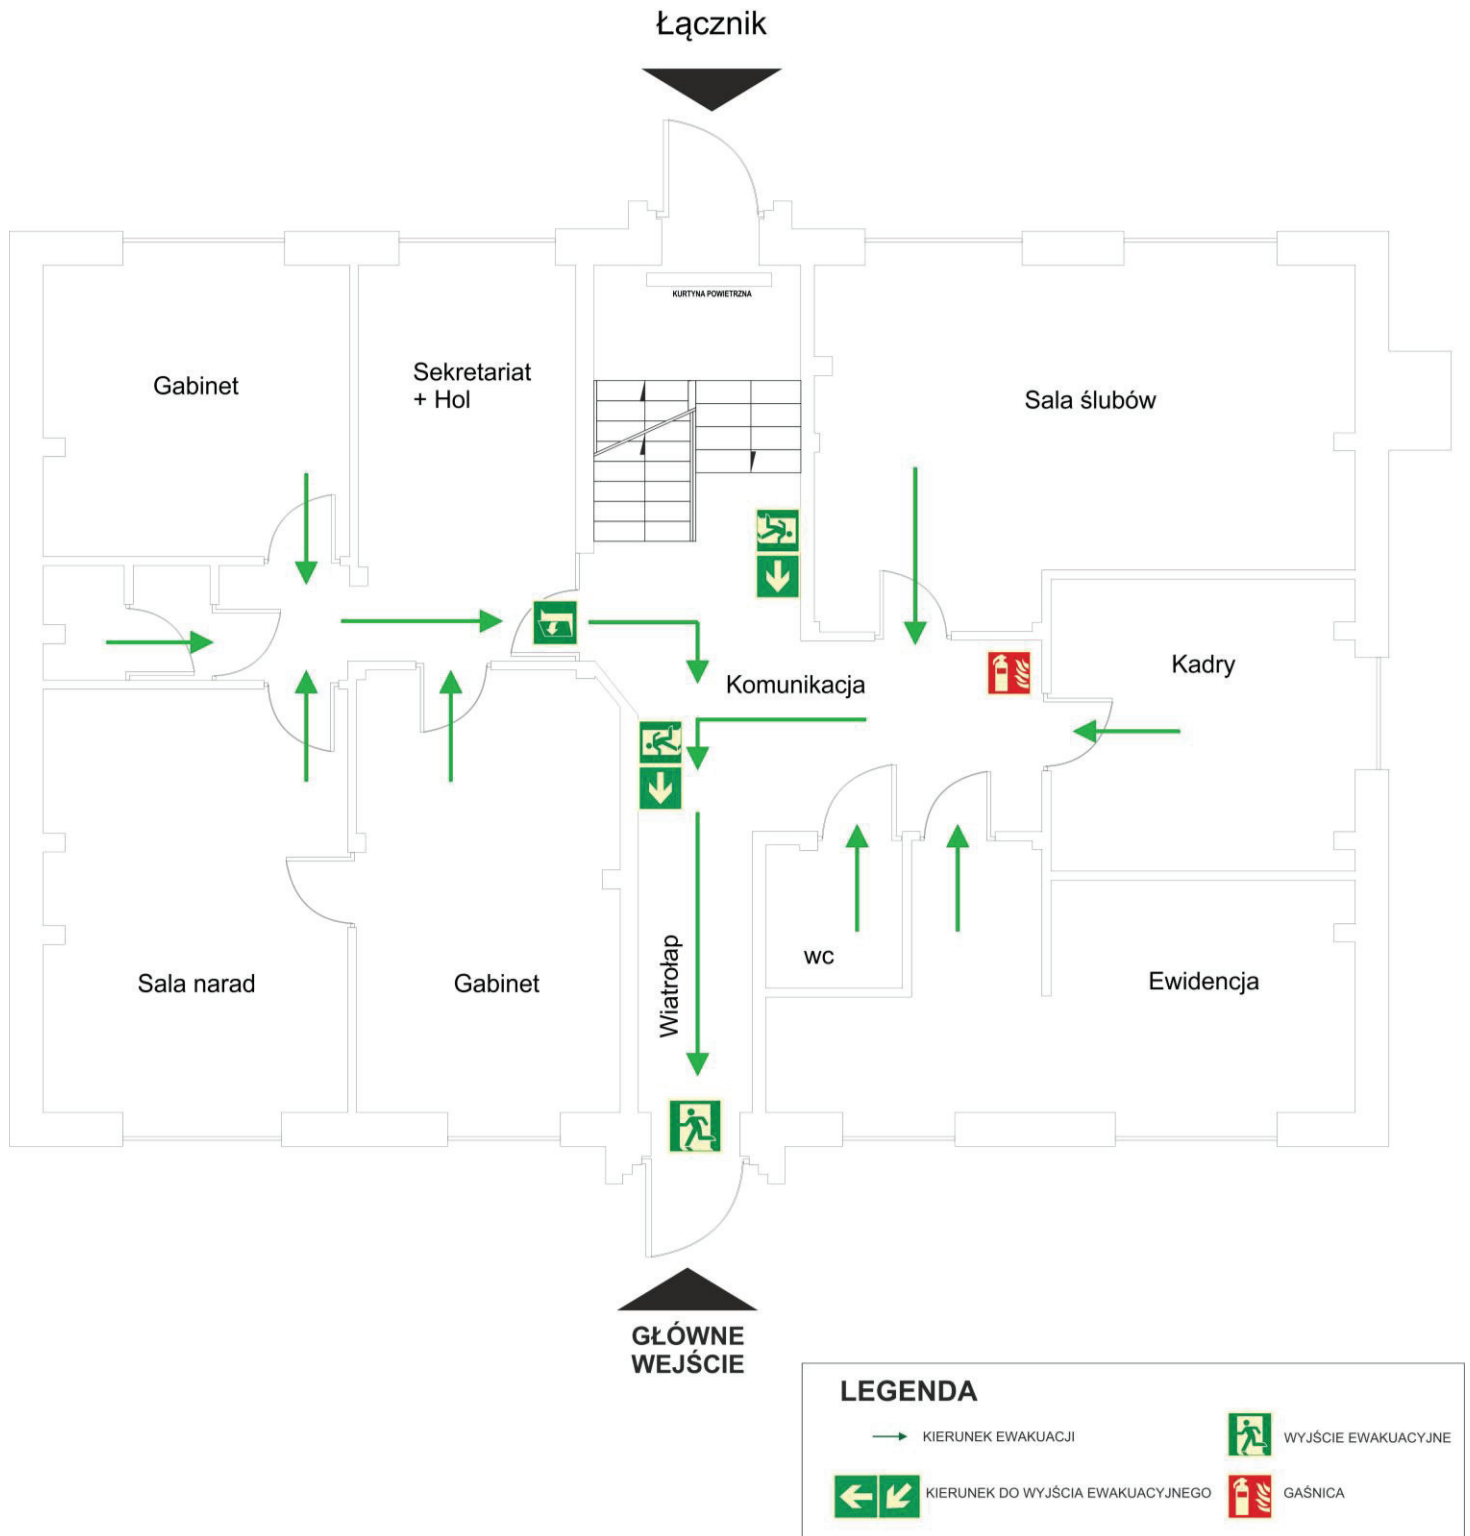 Łącznik
KURTYNA POWIETRZNA
Gabinet
Sekretariat
+ Hol
Sala ślubów
Komunikacja
Kadry
Sala narad
Gabinet
Wiatrołap
wc
Ewidencja
GŁÓWNE
WEJŚCIE
LEGENDA
KIERUNEK EWAKUACJI
WYJŚCIE EWAKUACYJNE
KIERUNEK DO WYJŚCIA EWAKUACYJNEGO
GAŚNICA